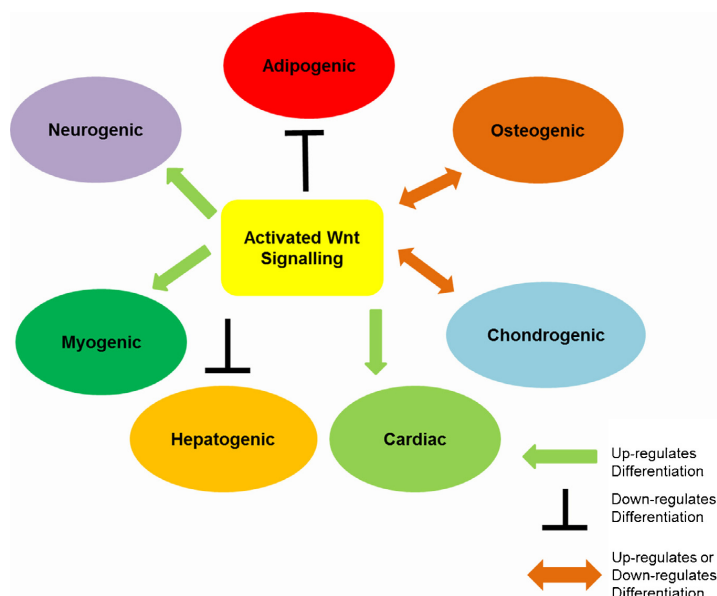 Adipogenic
Neurogenic
Osteogenic
Activated Wnt
Signalling
Myogenic
Chondrogenic
Hepatogenic
Cardiac
Up-regulates
Differentiation
Down-regulates
Differentiation
Up-regulates or
Down-regulates
Differentiation